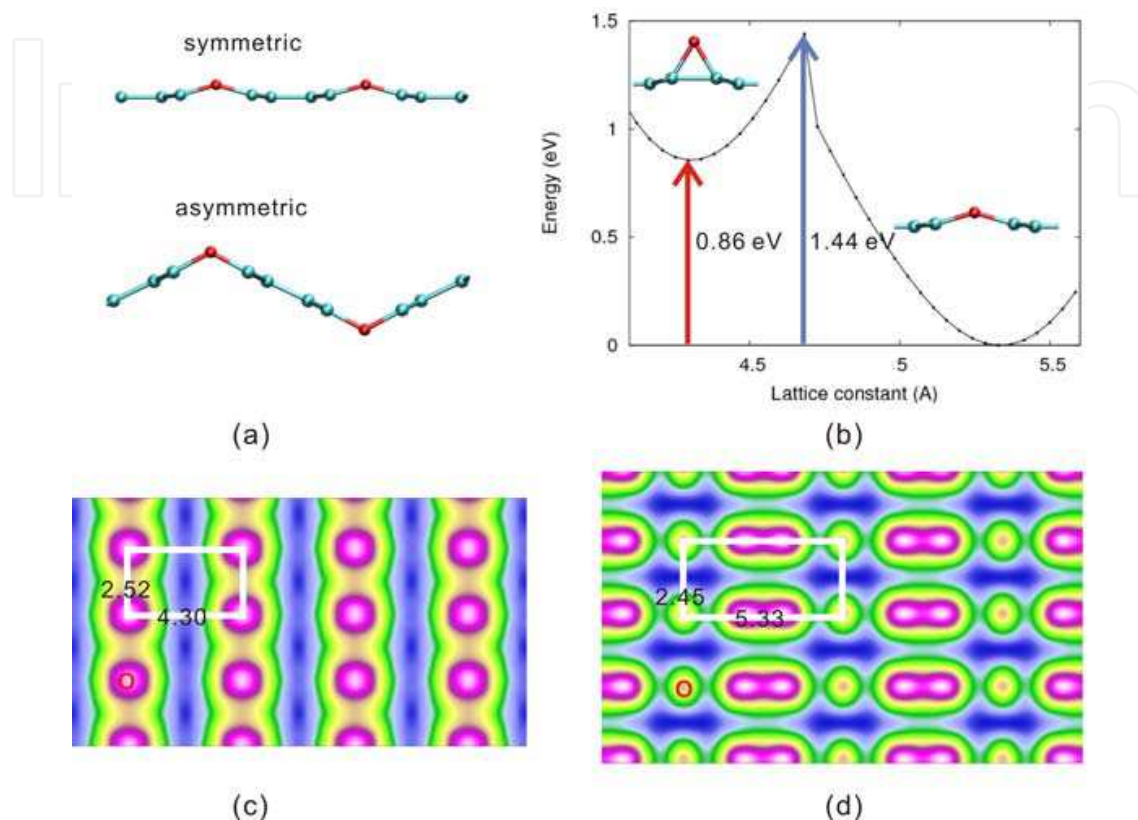 symmetric
asymmetric
(a)
1.5
1
0.5
0
Energy (eV)
0.86 eV
1.44 eV
4.5
5
5.5
Lattice constant (A)
(b)
2.52
4.30
O
(c)
2.45
5.33
O
(d)